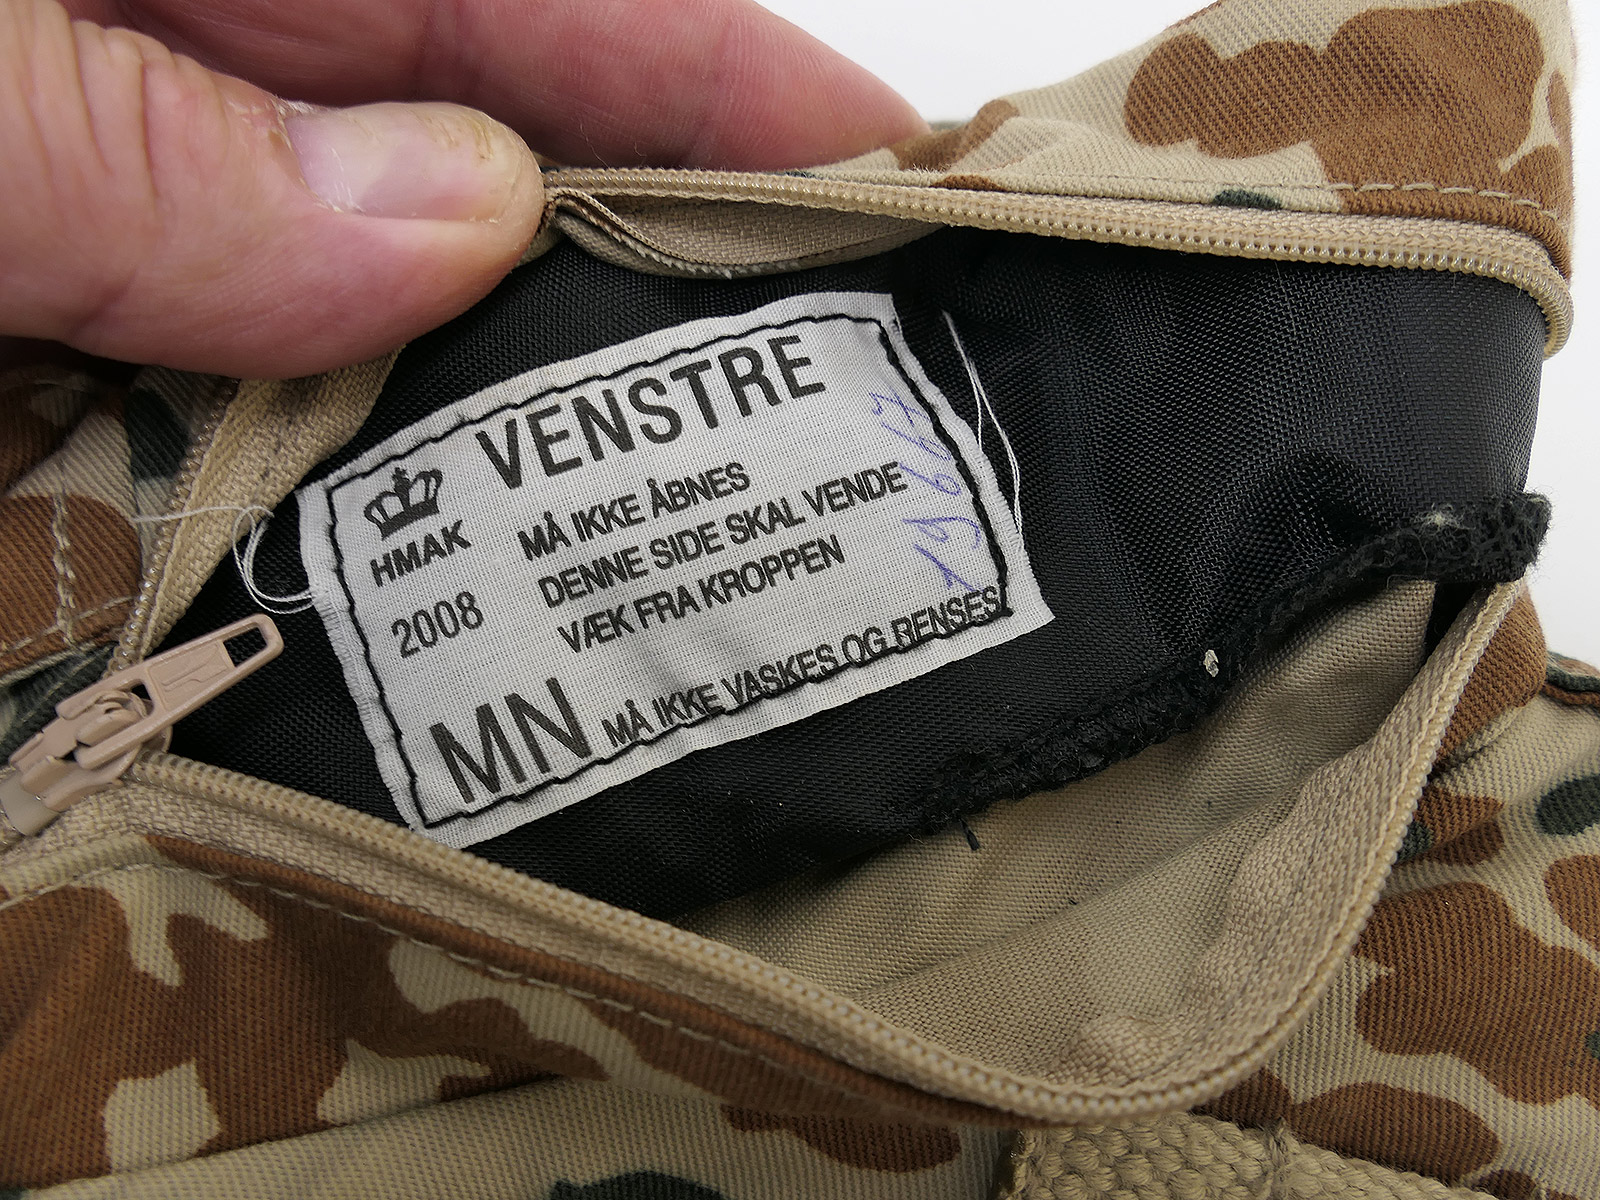 VENSTRE
HMAK
2008
MÅ IKKE ÅBNES
DENNE SIDE SKAL VENDE
VÆK FRA KROPPEN
MN MÅ IKKE VASKES OG RENSES